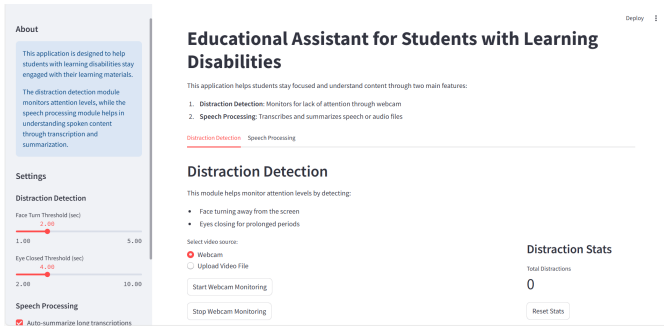 Deploy
About
This application is designed to help
students with learning disabilities stay
engaged with their learning materials.
The distraction detection module
monitors attention levels, while the
speech processing module helps in
understanding spoken content
through transcription and
summarization.
Settings
Distraction Detection
Face Turn Threshold (sec)
2.00
1.00 5.00
Eye Closed Threshold (sec)
4.00
2.00 10.00
Speech Processing
Auto-summarize long transcriptions
Educational Assistant for Students with Learning
Disabilities
This application helps students stay focused and understand content through two main features:
1. Distraction Detection: Monitors for lack of attention through webcam
2. Speech Processing: Transcribes and summarizes speech or audio files
Distraction Detection Speech Processing
Distraction Detection
This module helps monitor attention levels by detecting:
• Face turning away from the screen
• Eyes closing for prolonged periods
Select video source:
Webcam
Upload Video File
Start Webcam Monitoring
Stop Webcam Monitoring
Distraction Stats
Total Distractions
0
Reset Stats